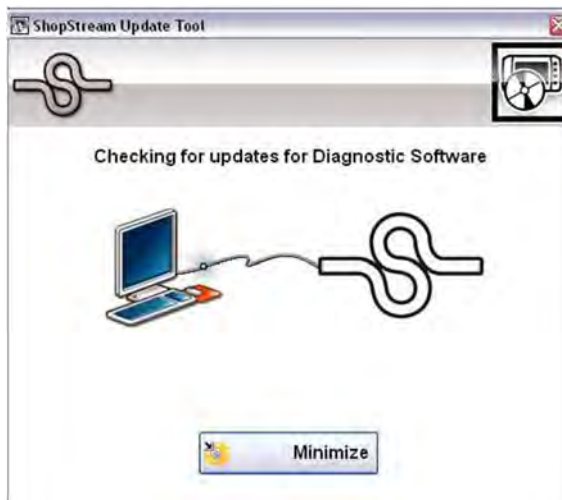 ShopStream Update Tool
Checking for updates for Diagnostic Software
Minimize